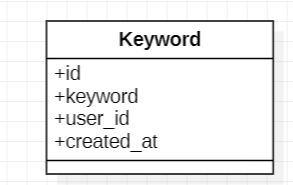 Keyword
+id
+keyword
+user_id
+created_at